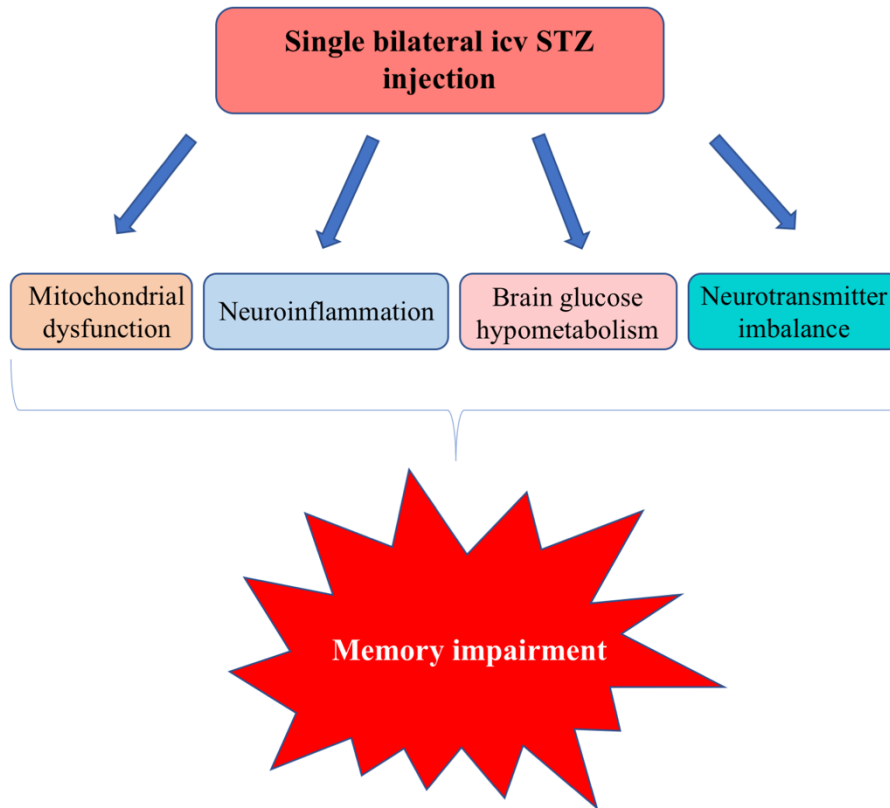 Single bilateral icv STZ
injection
Mitochondrial
dysfunction
Neuroinflammation
Brain glucose
hypometabolism
Neurotransmitter
imbalance
Memory impairment